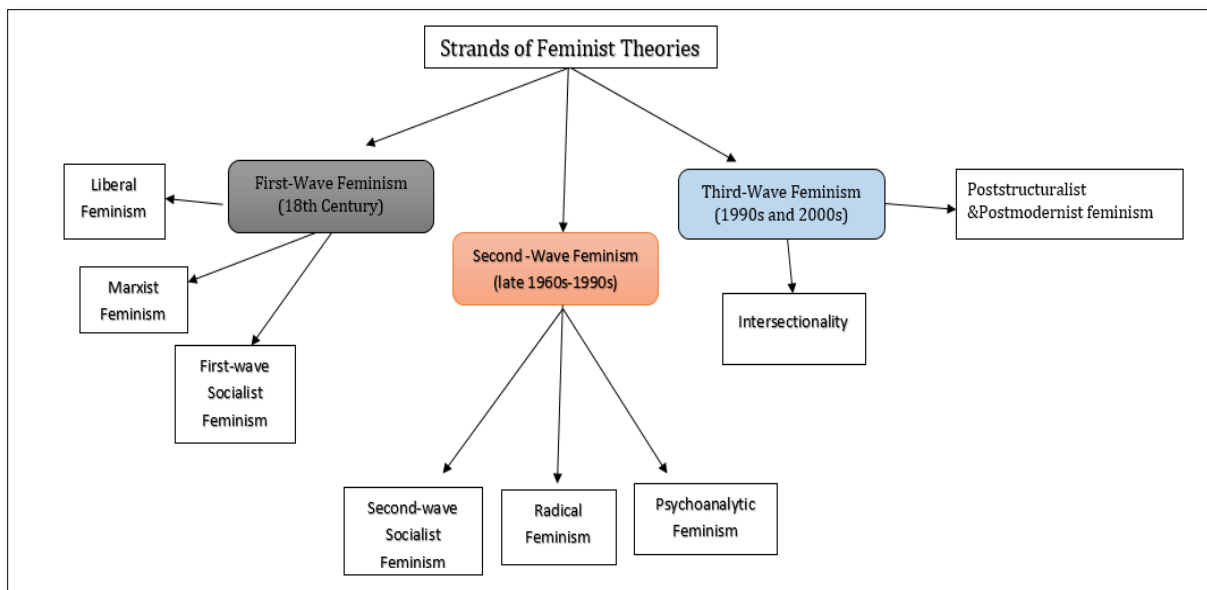 Strands of Feminist Theories
First-Wave Feminism
(18th Century)
Liberal
Feminism
Marxist
Feminism
First-wave
Socialist
Feminism
Second -Wave Feminism
(late 1960s-1990s)
Second-wave
Socialist
Feminism
Radical
Feminism
Psychoanalytic
Feminism
Third-Wave Feminism
(1990s and 2000s)
Poststructuralist
&Postmodernist feminism
Intersectionality